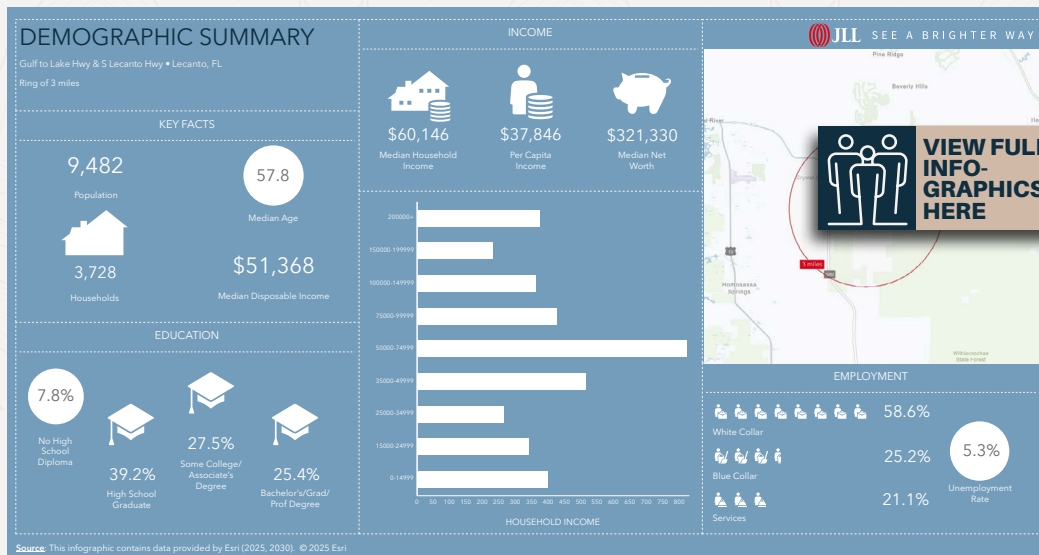 DEMOGRAPHIC SUMMARY
Gulf to Lake Hwy & S Lecanto Hwy • Lecanto, FL
Ring of 3 miles
KEY FACTS
9,482
Population
57.8
Median Age
3,728
Households
$51,368
Median Disposable Income
EDUCATION
7.8%
No High
School
Diploma
39.2%
High School
Graduate
27.5%
Some College/
Associate's
Degree
25.4%
Bachelor's/Grad/
Prof Degree
INCOME
$60,146
Median Household
Income
$37,846
Per Capita
Income
$321,330
Median Net
Worth
200000+
150000-199999
100000-149999
75000-99999
50000-74999
35000-49999
25000-34999
15000-24999
0-14999
0 50 100 150 200 250 300 350 400 450 500 550 600 650 700 750 800
HOUSEHOLD INCOME
JLL SEE A BRIGHTER WAY
Pine Ridge
Beverly Hills
VIEW FULL
INFO-
GRAPHICS
HERE
3 miles
Homosassa
Springs
Withlacoochee
State Forest
EMPLOYMENT
58.6%
White Collar
25.2%
Blue Collar
21.1%
Services
5.3%
Unemployment
Rate
Source: This infographic contains data provided by Esri (2025, 2030). © 2025 Esri